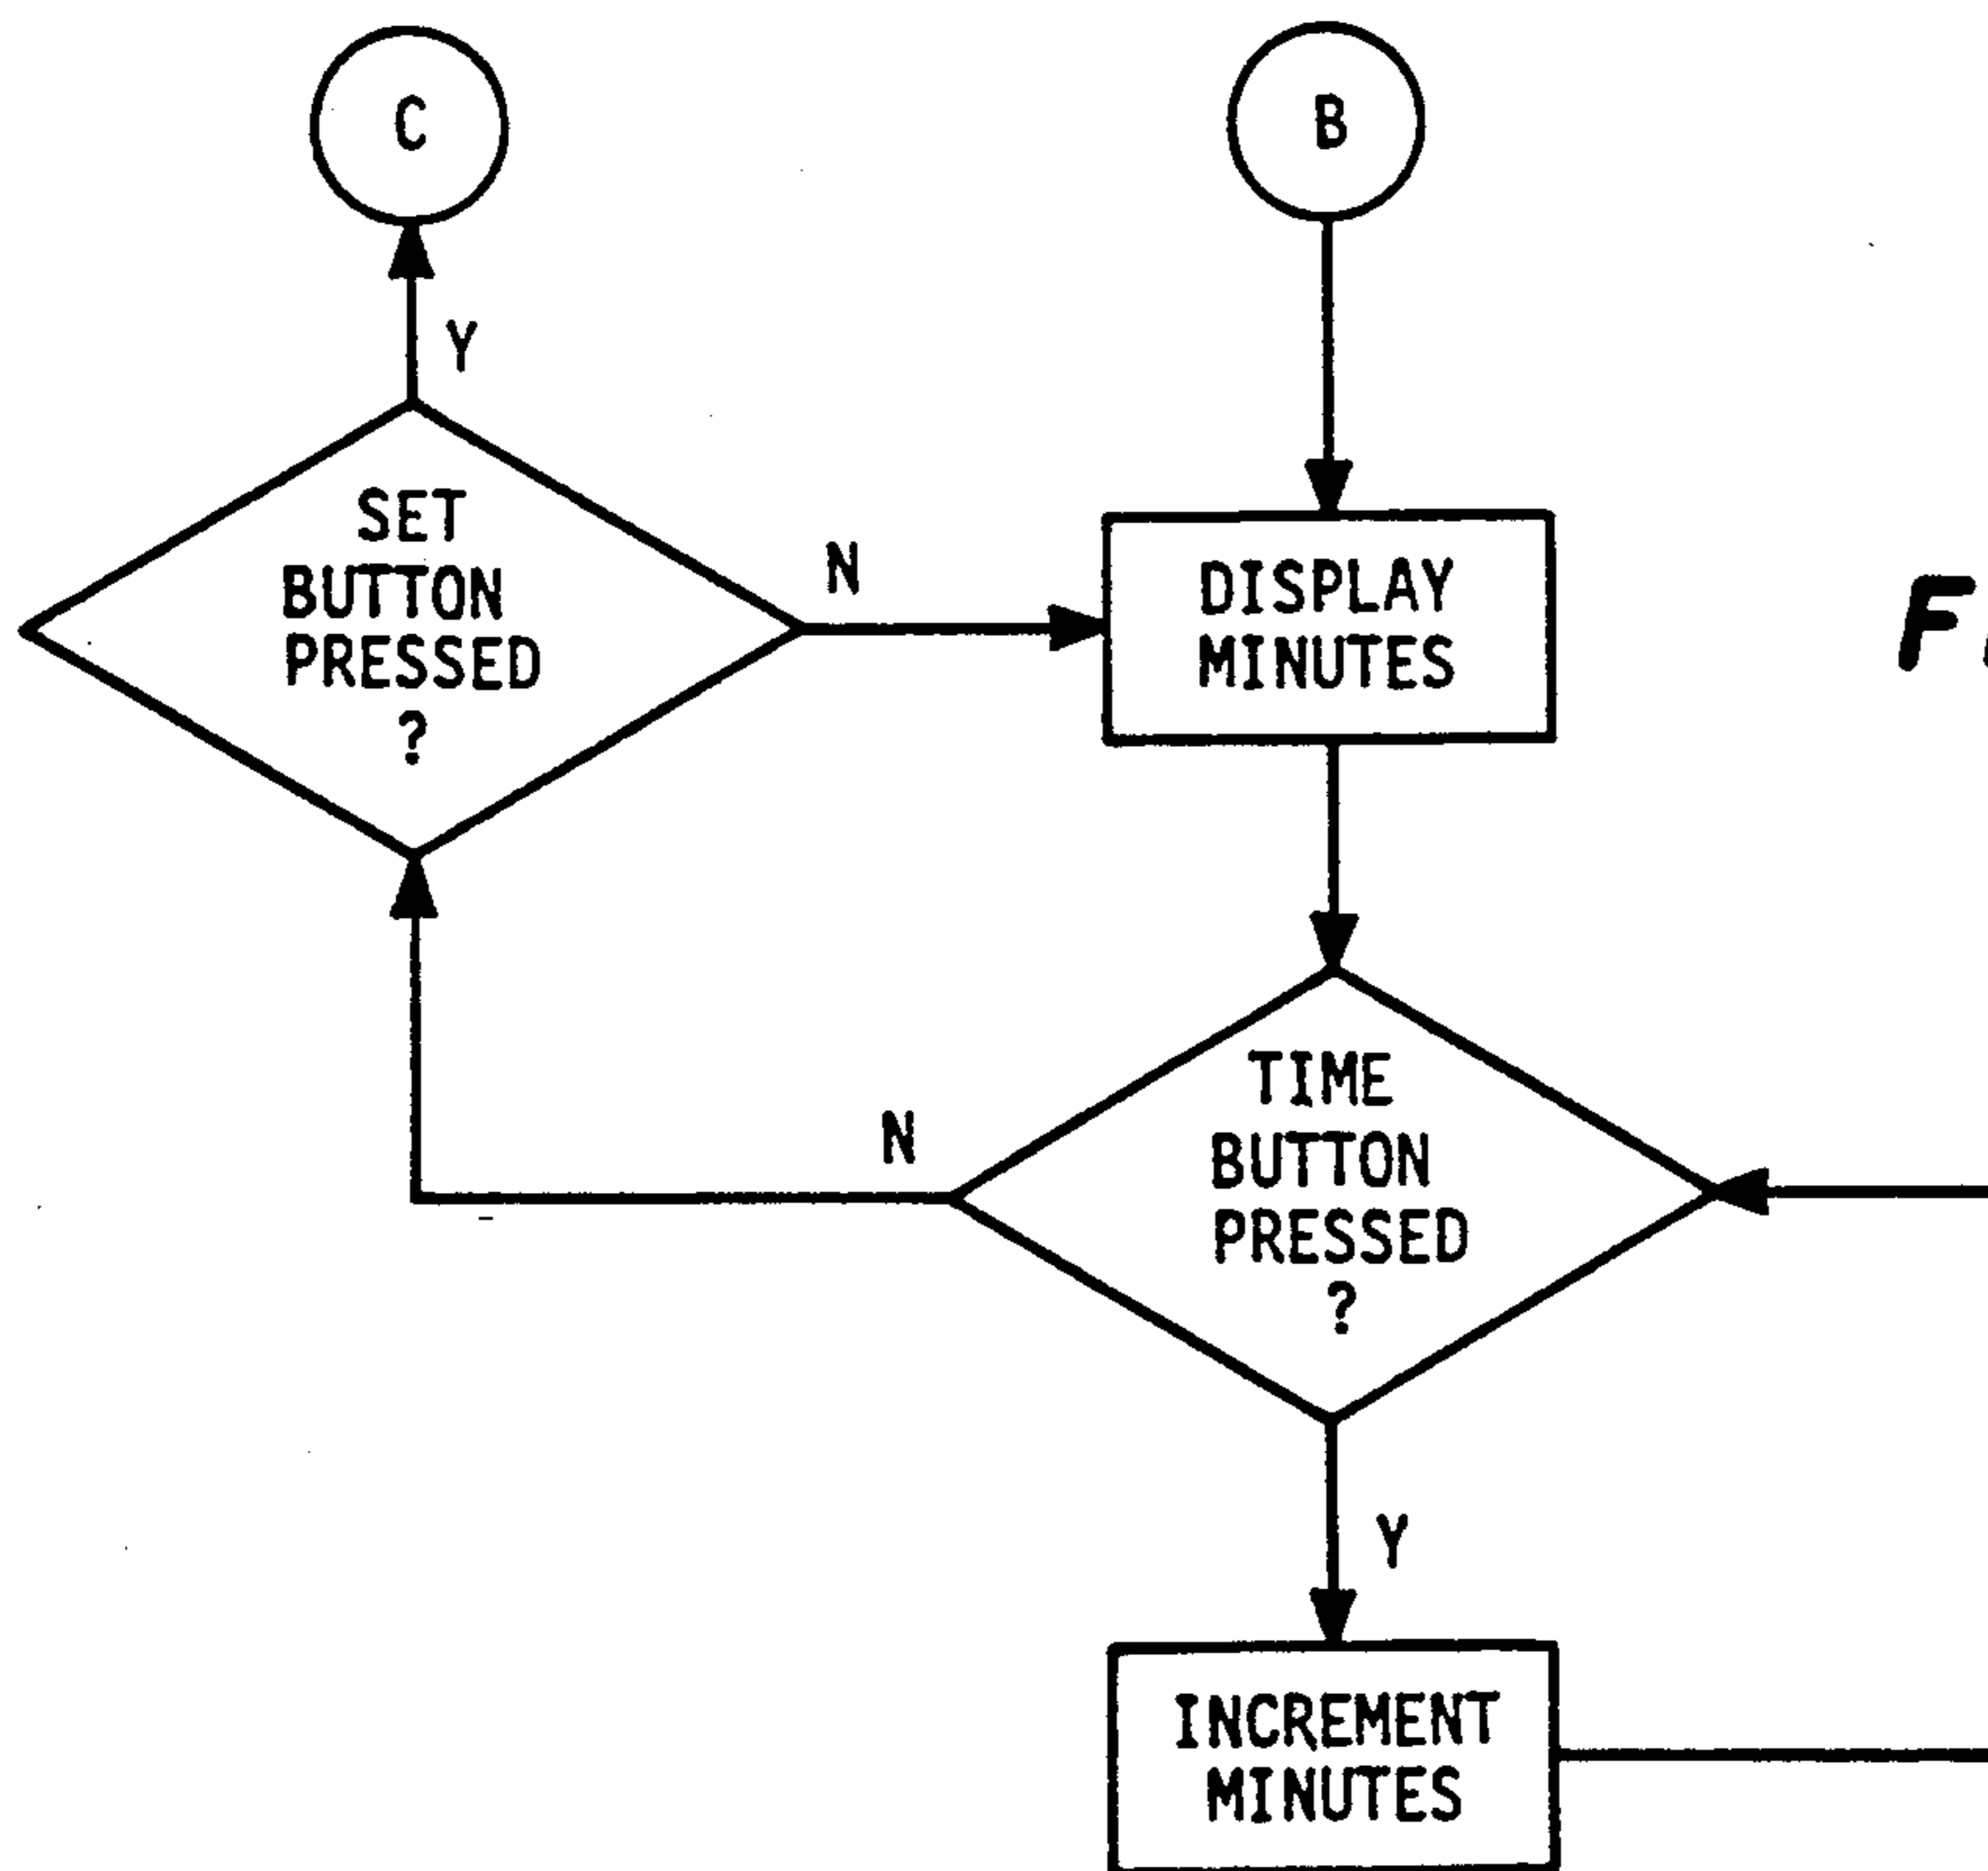 C
B
Y
SET
BUTTON
PRESSED
?
N
DISPLAY
MINUTES
TIME
BUTTON
PRESSED
?
N
Y
INCREMENT
MINUTES